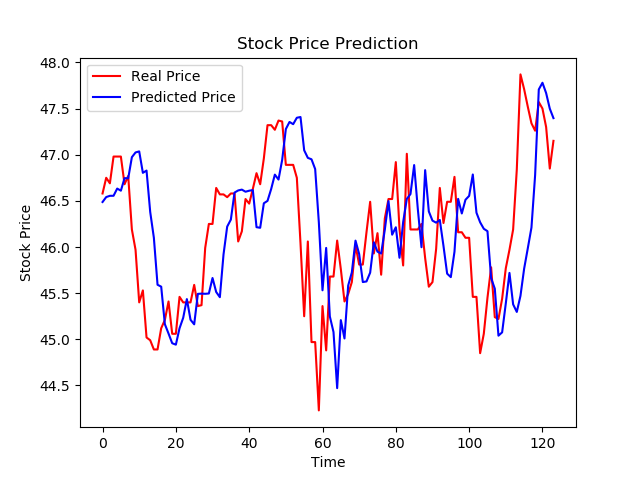 Stock Price Prediction
Real Price
Predicted Price
48.0
47.5
47.0
46.5
46.0
45.5
45.0
44.5
Stock Price
0 20 40 60 80 100 120
Time